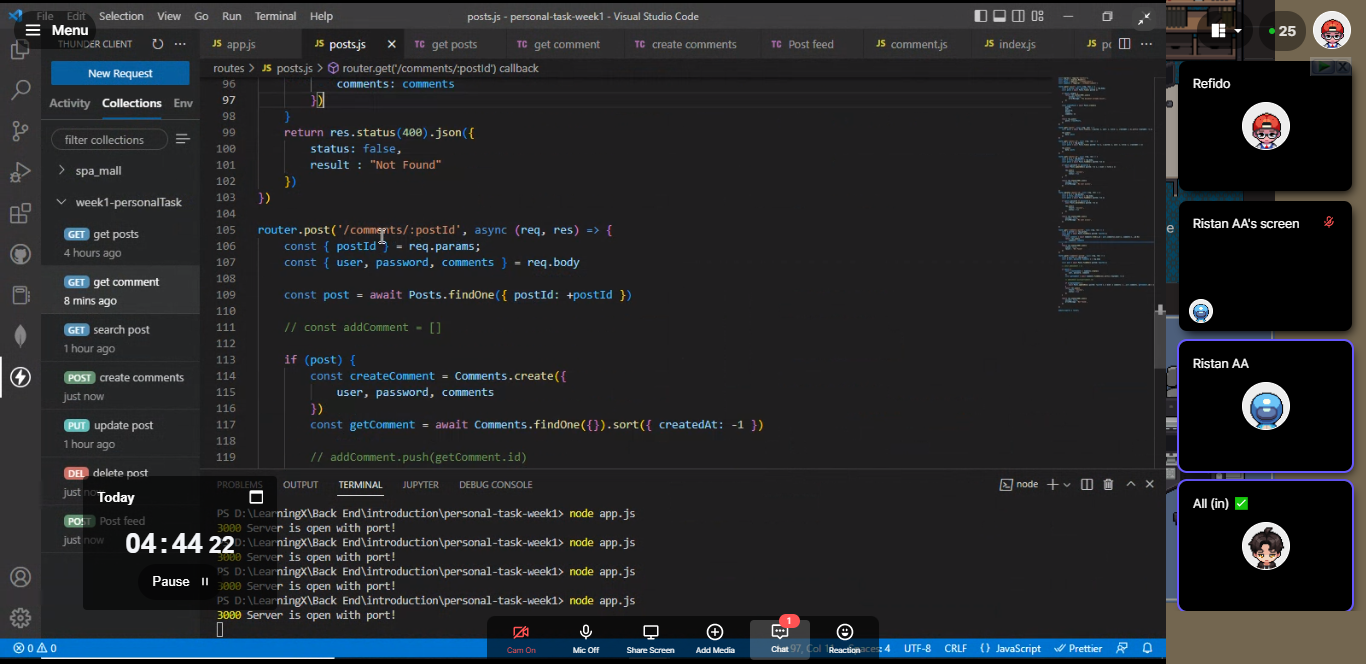 File Edit Selection View Go Run Terminal Help
posts.js - personal-task-week1 - Visual Studio Code
Menu
THUNDER CLIENT
New Request
Activity Collections Env
filter collections
spa_mall
week1-personalTask
GET get posts
4 hours ago
GET get comment
8 mins ago
GET search post
1 hour ago
POST create comments
just now
PUT update post
1 hour ago
DEL delete post
just
POST Post feed
just
Today
04:44 22
Pause
JS app.js
JS posts.js
TC get posts
TC get comment
TC create comments
TC Post feed
JS comment.js
JS index.js
JS
routes > JS posts.js > router.get('/comments/:postId') callback
96 comments: comments
97 })
98 }
99 return res.status(400).json({
100 status: false,
101 result : "Not Found"
102 })
103 })
104
105 router.post('/comments/:postId', async (req, res) => {
106 const { postId } = req.params;
107 const { user, password, comments } = req.body
108
109 const post = await Posts.findOne({ postId: +postId })
110
111 // const addComment = []
112
113 if (post) {
114 const createComment = Comments.create({
115 user, password, comments
116 })
117 const getComment = await Comments.findOne({}).sort({ createdAt: -1 })
118
119 // addComment.push(getComment.id)
PROBLEMS OUTPUT TERMINAL JUPYTER DEBUG CONSOLE
node
PS D:\LearningX\Back End\introduction\personal-task-week1> node app.js
3000 Server is open with port!
PS D:\LearningX\Back End\introduction\personal-task-week1> node app.js
3000 Server is open with port!
PS D:\LearningX\Back End\introduction\personal-task-week1> node app.js
3000 Server is open with port!
PS D:\LearningX\Back End\introduction\personal-task-week1> node app.js
3000 Server is open with port!
Cam On
Mic Off
Share Screen
Add Media
1
Chat
Reaction
0 0
UTF-8 CRLF {} JavaScript Prettier
25
Refido
Ristan AA's screen
Ristan AA
All (in)